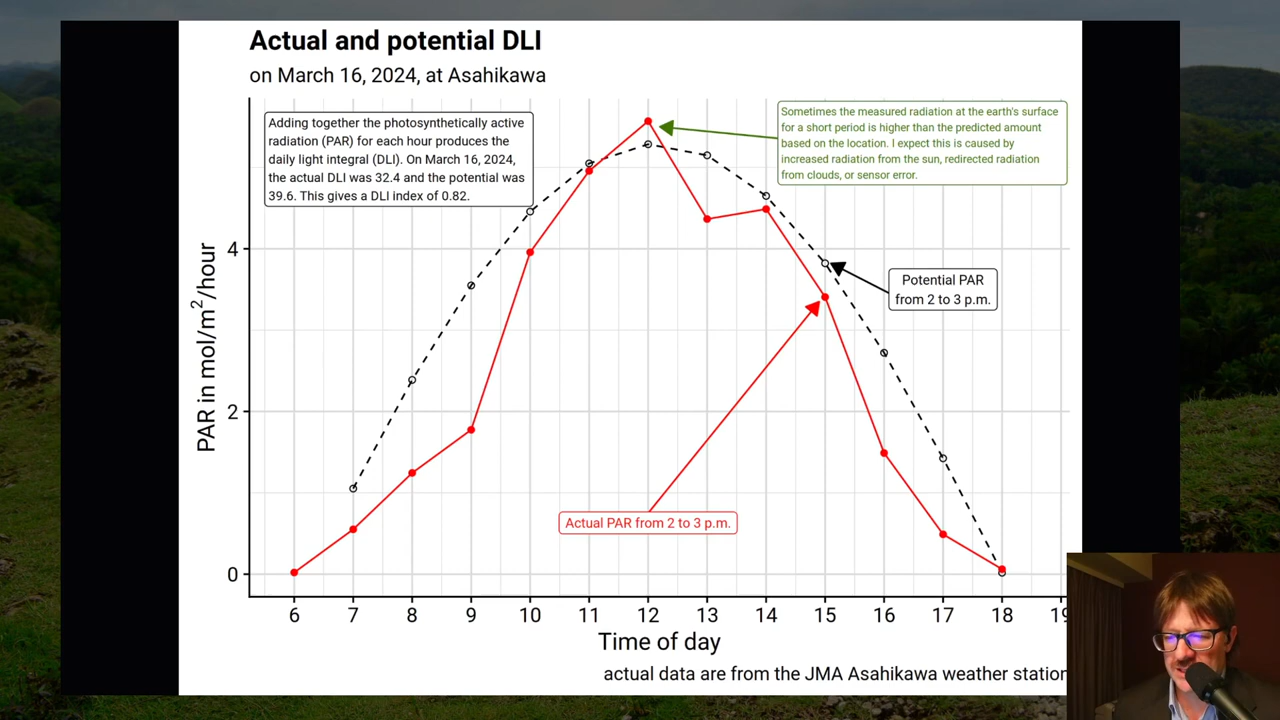 Actual and potential DLI
on March 16, 2024, at Asahikawa
Adding together the photosynthetically active
radiation (PAR) for each hour produces the
daily light integral (DLI). On March 16, 2024,
the actual DLI was 32.4 and the potential was
39.6. This gives a DLI index of 0.82.
Sometimes the measured radiation at the earth's surface
for a short period is higher than the predicted amount
based on the location. I expect this is caused by
increased radiation from the sun, redirected radiation
from clouds, or sensor error.
Potential PAR
from 2 to 3 p.m.
Actual PAR from 2 to 3 p.m.
PAR in mol/m²/hour
4
2
0
6 7 8 9 10 11 12 13 14 15 16 17 18 19
Time of day
actual data are from the JMA Asahikawa weather station